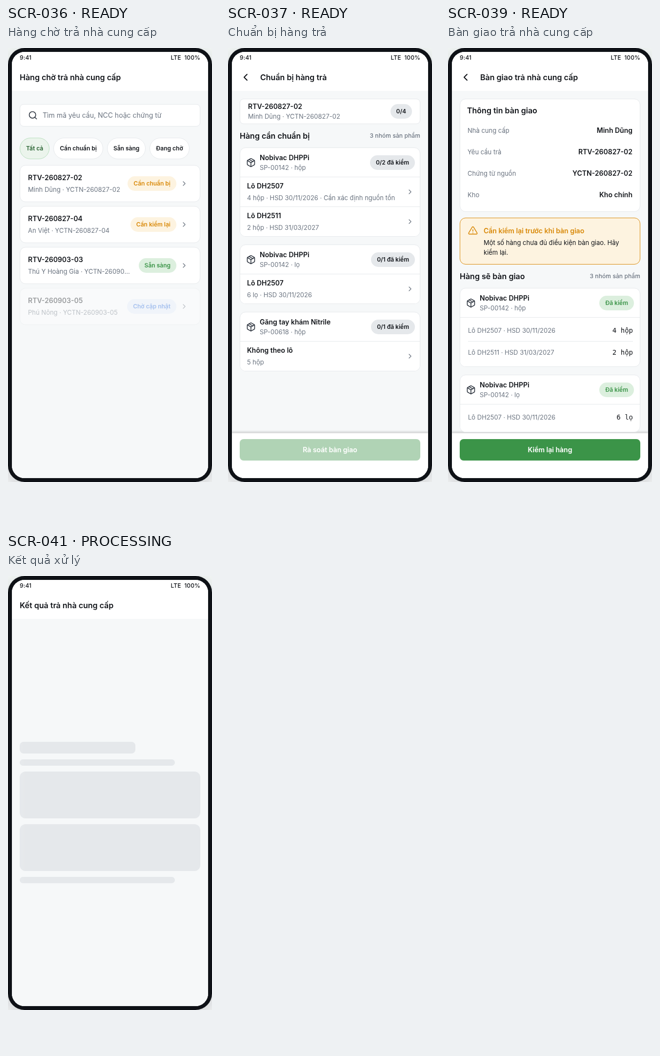 SCR-036 · READY
Hàng chờ trả nhà cung cấp
9:41
LTE 100%
Hàng chờ trả nhà cung cấp
Tìm mã yêu cầu, NCC hoặc chứng từ
Tất cả
Cần chuẩn bị
Sẵn sàng
Đang chờ
RTV-260827-02
Minh Dũng · YCTN-260827-02
Cần chuẩn bị
RTV-260827-04
An Việt · YCTN-260827-04
Cần kiểm lại
RTV-260903-03
Thú Y Hoàng Gia · YCTN-26090...
Sẵn sàng
RTV-260903-05
Phú Nông · YCTN-260903-05
Chờ cập nhật
SCR-037 · READY
Chuẩn bị hàng trả
9:41
LTE 100%
Chuẩn bị hàng trả
RTV-260827-02
Minh Dũng · YCTN-260827-02
0/4
Hàng cần chuẩn bị
3 nhóm sản phẩm
Nobivac DHPPi
SP-00142 · hộp
0/2 đã kiểm
Lô DH2507
4 hộp · HSD 30/11/2026 · Cần xác định nguồn tồn
Lô DH2511
2 hộp · HSD 31/03/2027
Nobivac DHPPi
SP-00142 · lọ
0/1 đã kiểm
Lô DH2507
6 lọ · HSD 30/11/2026
Găng tay khám Nitrile
SP-00618 · hộp
0/1 đã kiểm
Không theo lô
5 hộp
Rà soát bàn giao
SCR-039 · READY
Bàn giao trả nhà cung cấp
9:41
LTE 100%
Bàn giao trả nhà cung cấp
Thông tin bàn giao
Nhà cung cấp
Minh Dũng
Yêu cầu trả
RTV-260827-02
Chứng từ nguồn
YCTN-260827-02
Kho
Kho chính
Cần kiểm lại trước khi bàn giao
Một số hàng chưa đủ điều kiện bàn giao. Hãy
kiểm lại.
Hàng sẽ bàn giao
3 nhóm sản phẩm
Nobivac DHPPi
SP-00142 · hộp
Đã kiểm
Lô DH2507 · HSD 30/11/2026
4 hộp
Lô DH2511 · HSD 31/03/2027
2 hộp
Nobivac DHPPi
SP-00142 · lọ
Đã kiểm
Lô DH2507 · HSD 30/11/2026
6 lọ
Kiểm lại hàng
SCR-041 · PROCESSING
Kết quả xử lý
9:41
LTE 100%
Kết quả trả nhà cung cấp